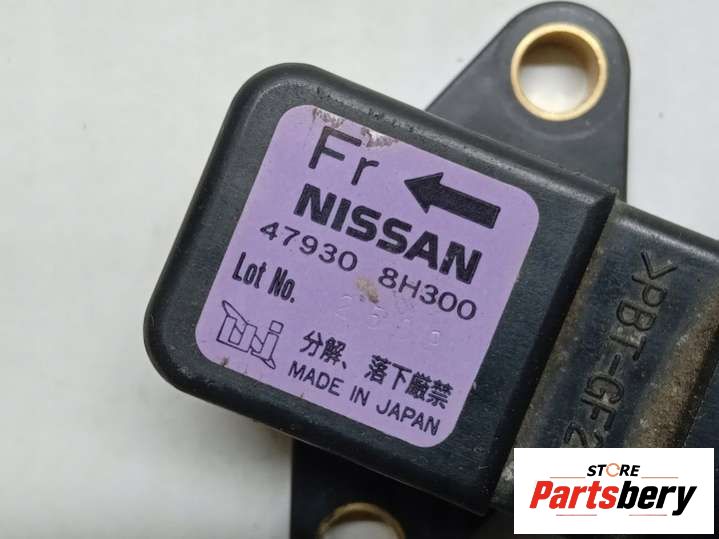 Fr
NISSAN
47930 8H300
Lot No.
分解、落下厳禁
MADE IN JAPAN
>PBT-GF
STORE
Partsbery